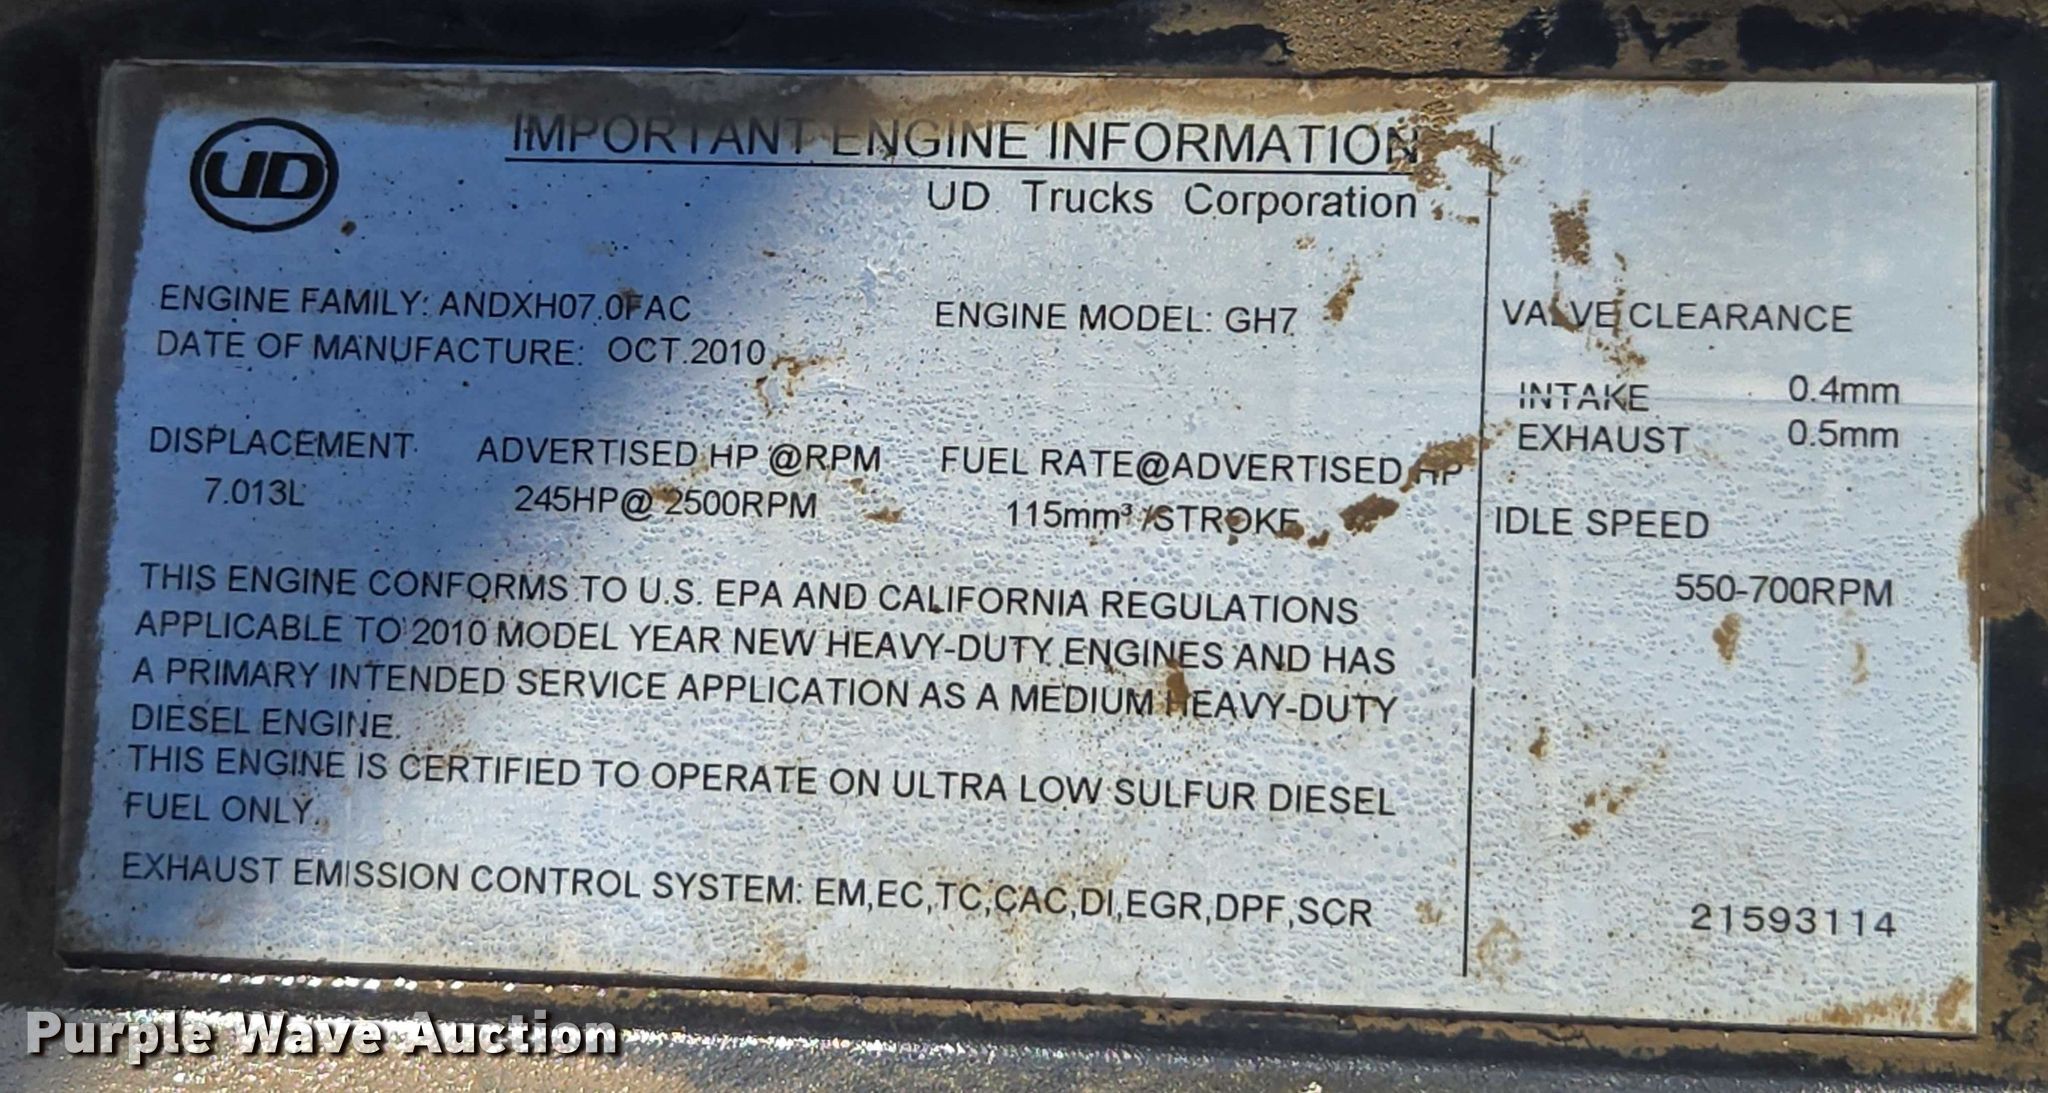 UD
IMPORTANT ENGINE INFORMATION
UD Trucks Corporation
ENGINE FAMILY: ANDXH07.0FAC
ENGINE MODEL: GH7
DATE OF MANUFACTURE: OCT.2010
DISPLACEMENT
ADVERTISED HP @RPM
FUEL RATE@ADVERTISED HP
7.013L
245HP@ 2500RPM
115mm³ /STROKE
THIS ENGINE CONFORMS TO U.S. EPA AND CALIFORNIA REGULATIONS
APPLICABLE TO 2010 MODEL YEAR NEW HEAVY-DUTY ENGINES AND HAS
A PRIMARY INTENDED SERVICE APPLICATION AS A MEDIUM HEAVY-DUTY
DIESEL ENGINE.
THIS ENGINE IS CERTIFIED TO OPERATE ON ULTRA LOW SULFUR DIESEL
FUEL ONLY.
EXHAUST EMISSION CONTROL SYSTEM: EM,EC,TC,CAC,DI,EGR,DPF,SCR
VALVE CLEARANCE
INTAKE 0.4mm
EXHAUST 0.5mm
IDLE SPEED
550-700RPM
21593114
Purple Wave Auction